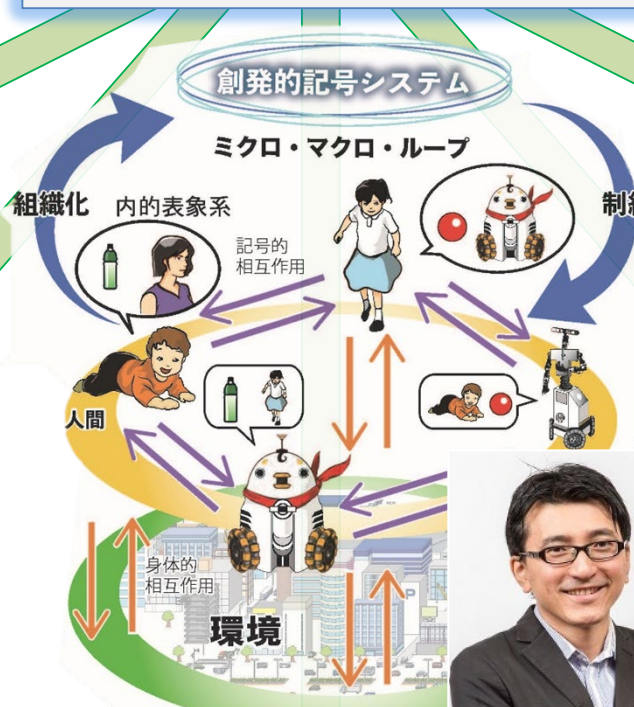 創発的記号システム
ミクロ・マクロ・ループ
組織化
内的表象系
制
記号的
相互作用
人間
身体的
相互作用
環境
P